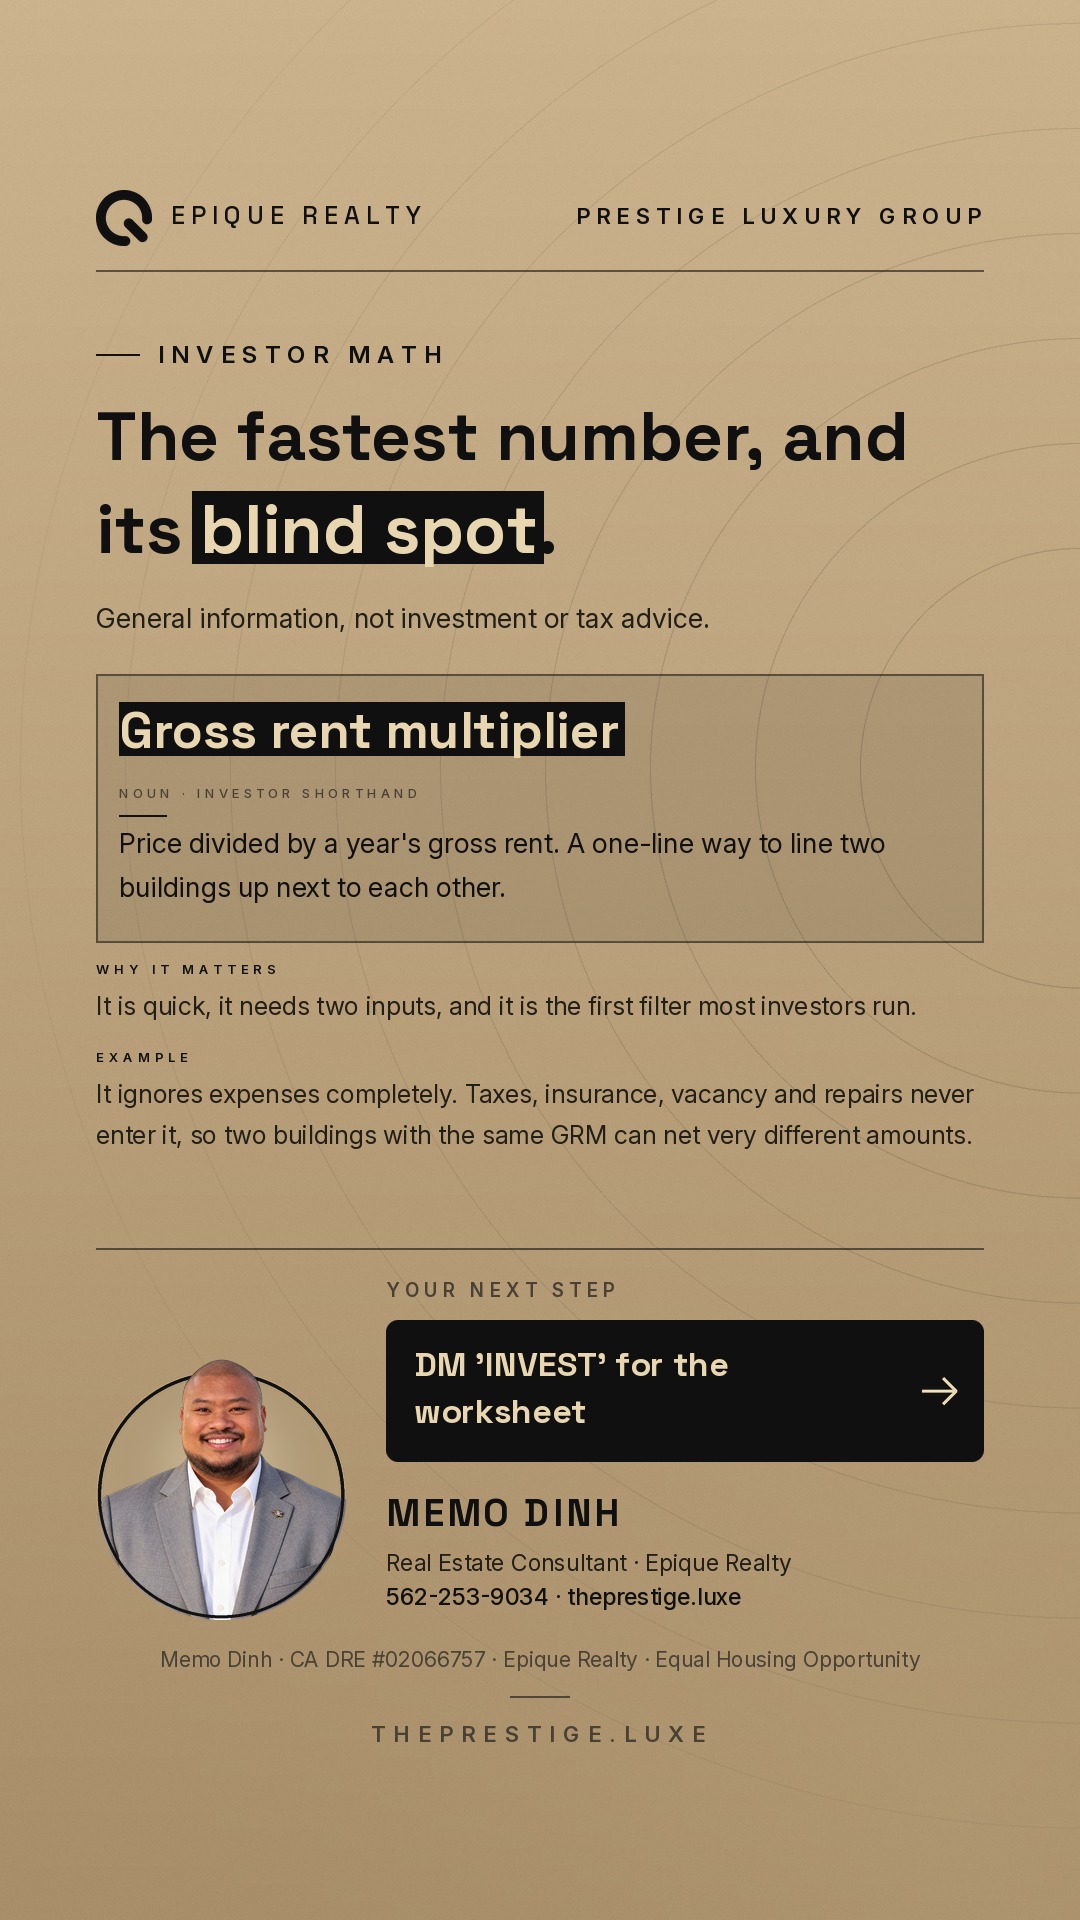 EPIQUE REALTY
PRESTIGE LUXURY GROUP
INVESTOR MATH
The fastest number, and
its blind spot.
General information, not investment or tax advice.
Gross rent multiplier
NOUN · INVESTOR SHORTHAND
Price divided by a year's gross rent. A one-line way to line two
buildings up next to each other.
WHY IT MATTERS
It is quick, it needs two inputs, and it is the first filter most investors run.
EXAMPLE
It ignores expenses completely. Taxes, insurance, vacancy and repairs never
enter it, so two buildings with the same GRM can net very different amounts.
YOUR NEXT STEP
DM ’INVEST’ for the
worksheet
MEMO DINH
Real Estate Consultant · Epique Realty
562-253-9034 · theprestige.luxe
Memo Dinh · CA DRE #02066757 · Epique Realty · Equal Housing Opportunity
THEPRESTIGE.LUXE